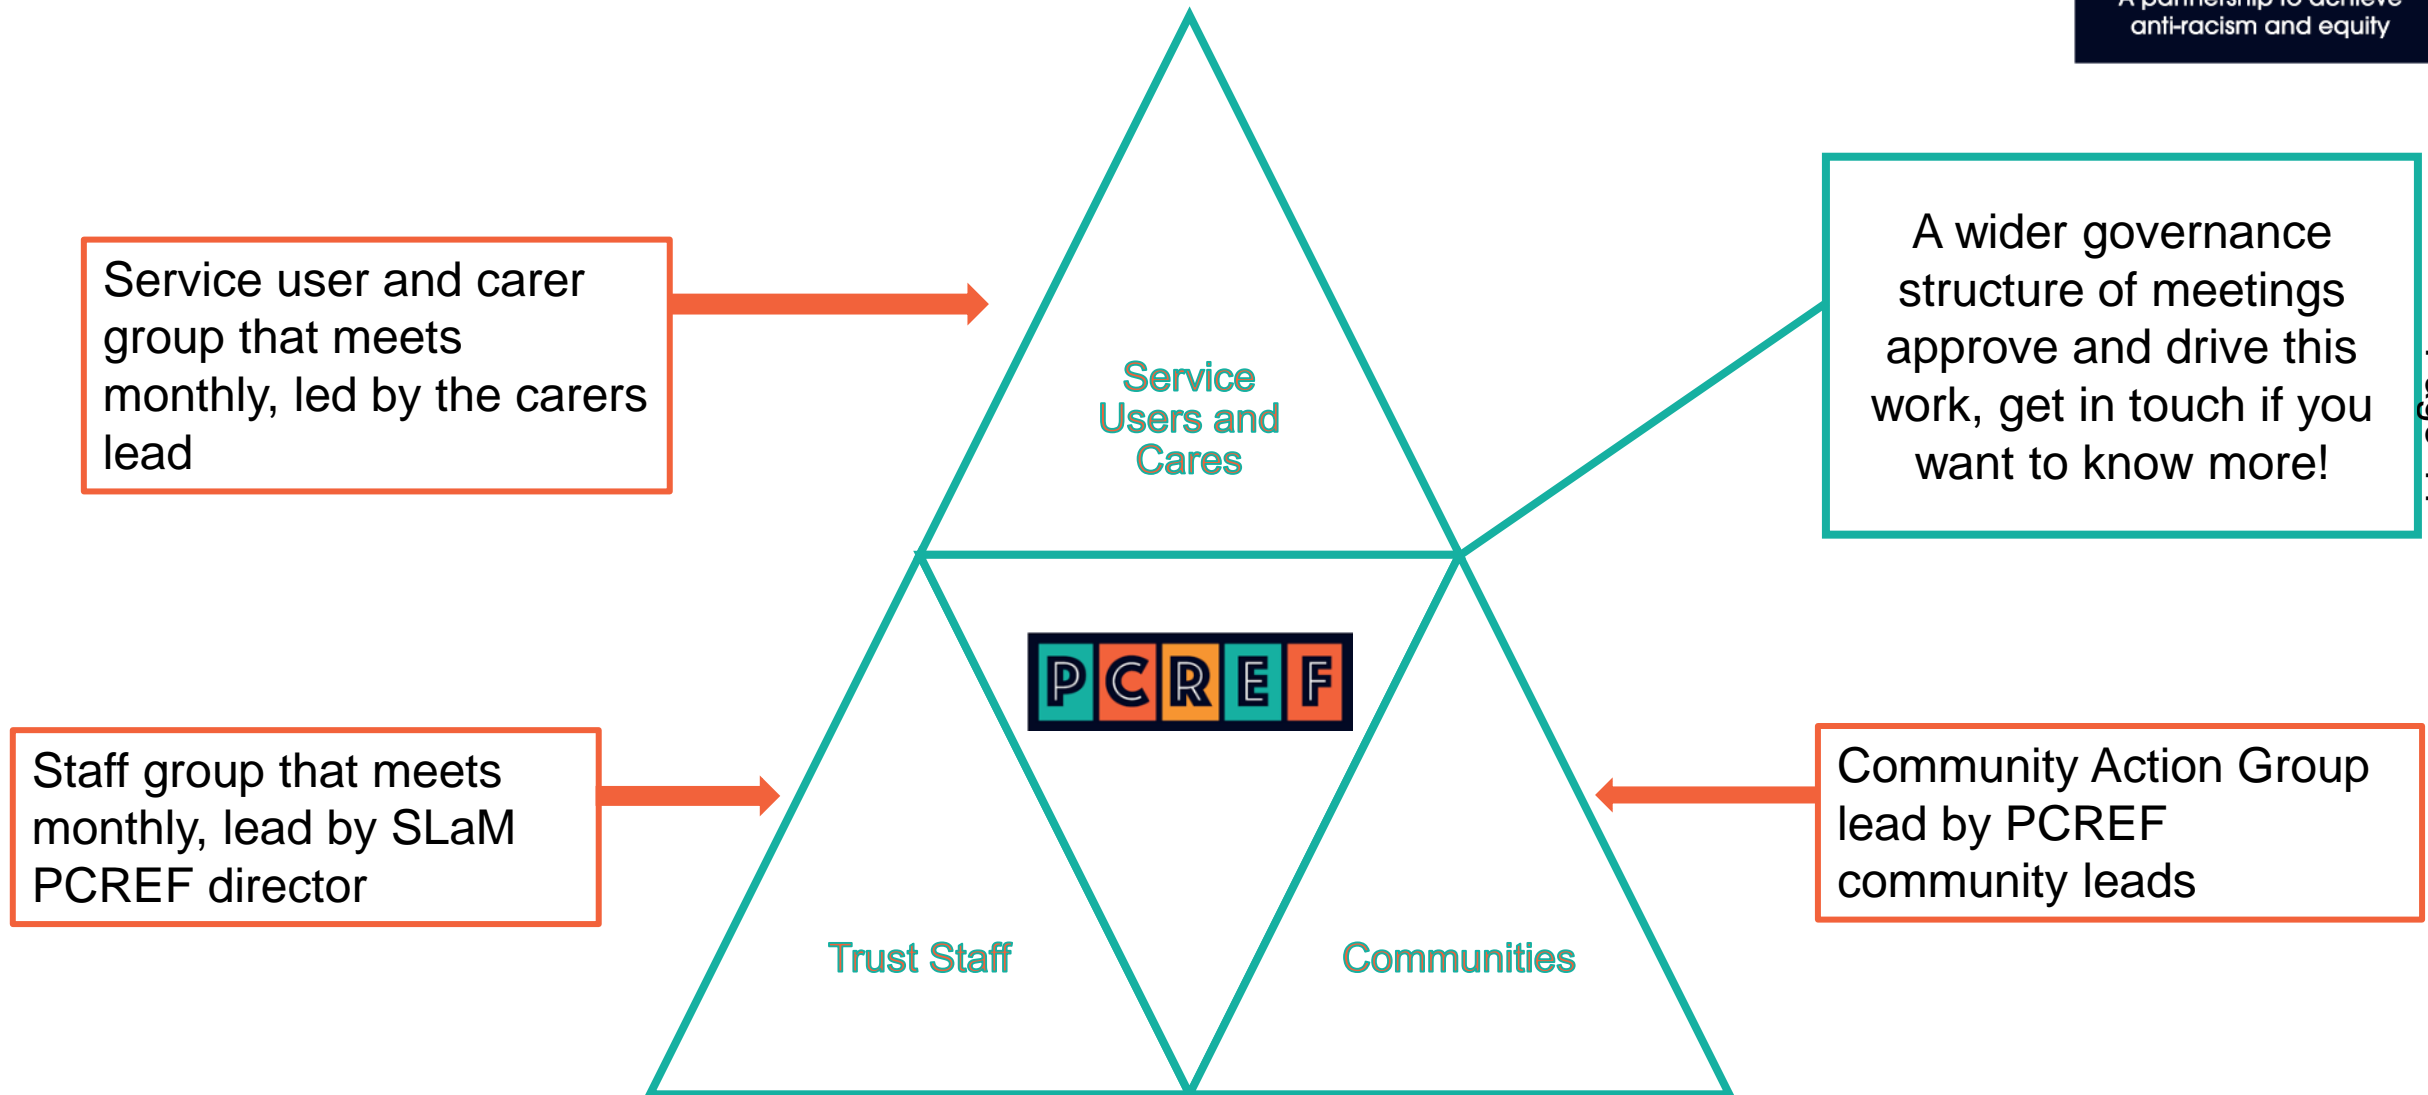 A partnership to achieve
anti-racism and equity
Service user and carer
group that meets
monthly, led by the carers
lead
Service
Users and
Cares
A wider governance
structure of meetings
approve and drive this
work, get in touch if you
want to know more!
PCREF
Staff group that meets
monthly, lead by SLaM
PCREF director
Trust Staff
Communities
Community Action Group
lead by PCREF
community leads